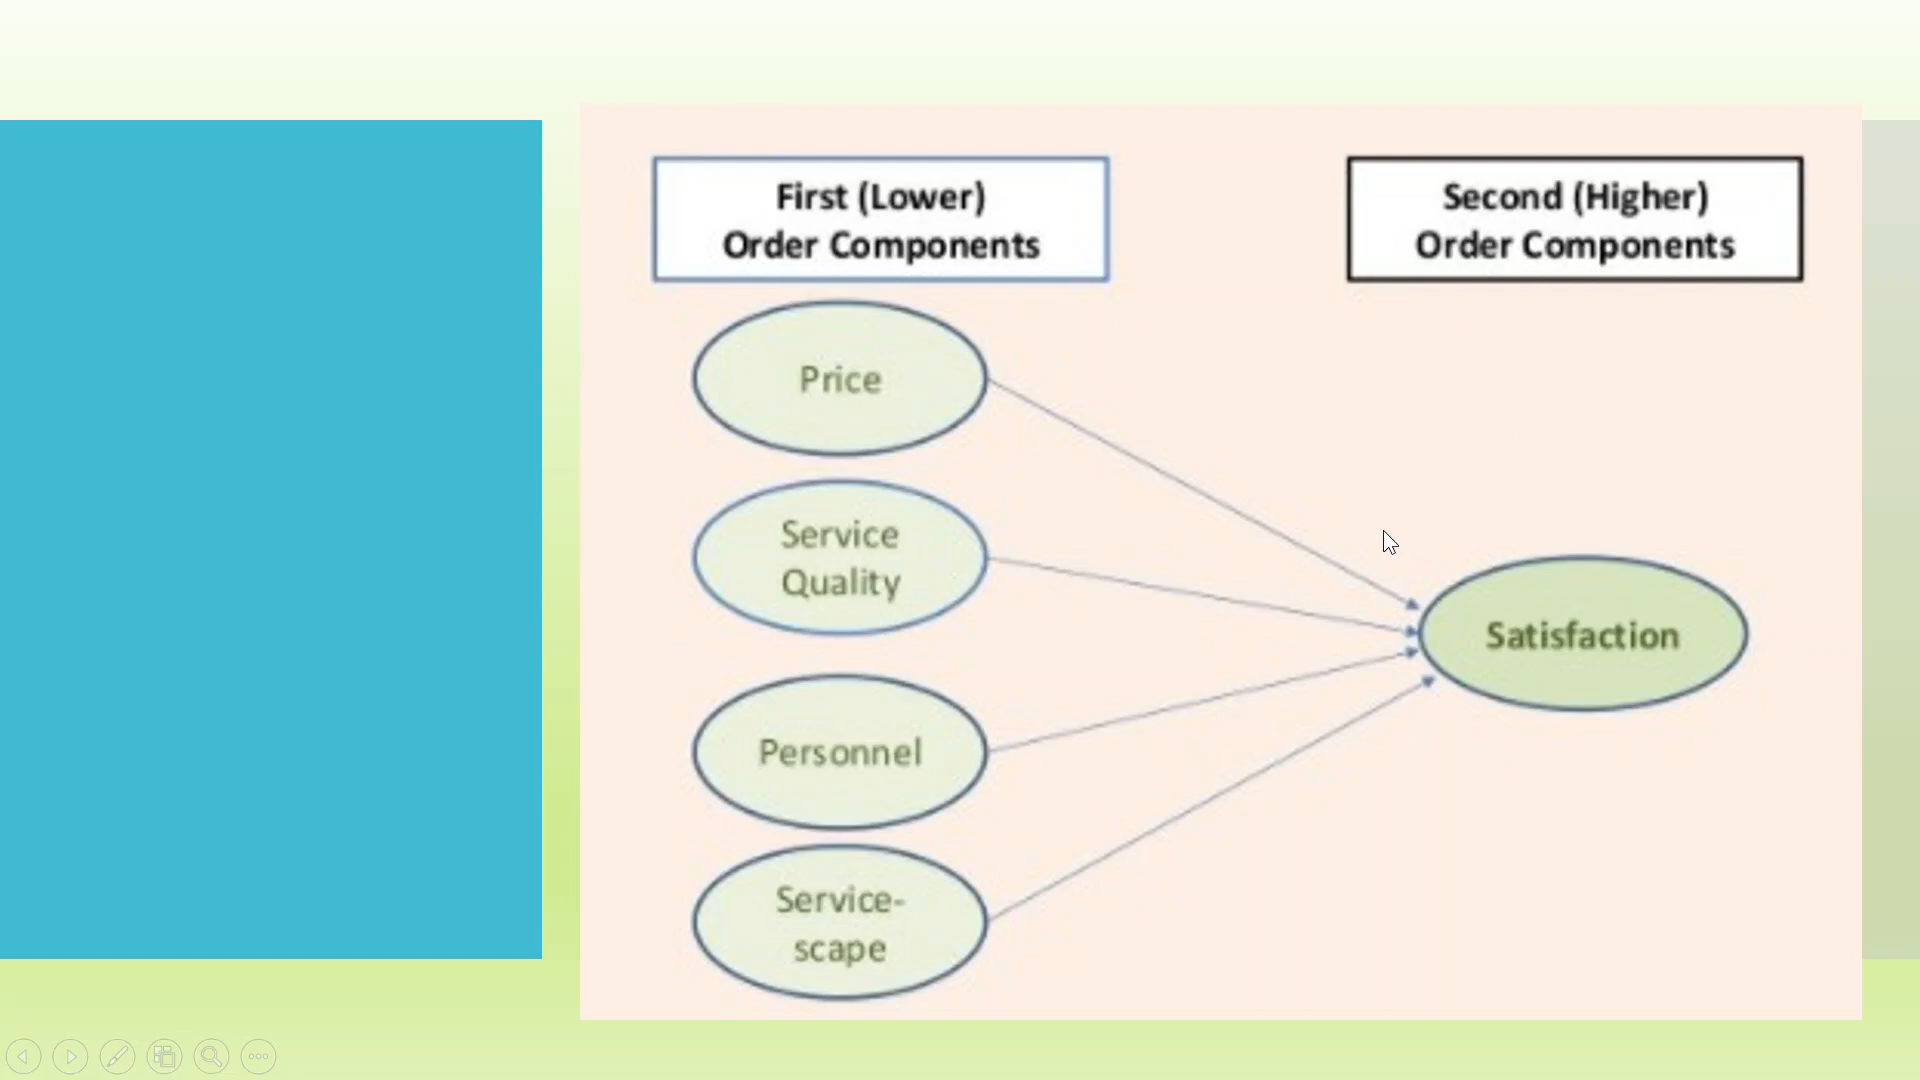 First (Lower)
Order Components
Second (Higher)
Order Components
Price
Service
Quality
Satisfaction
Personnel
Service-
scape